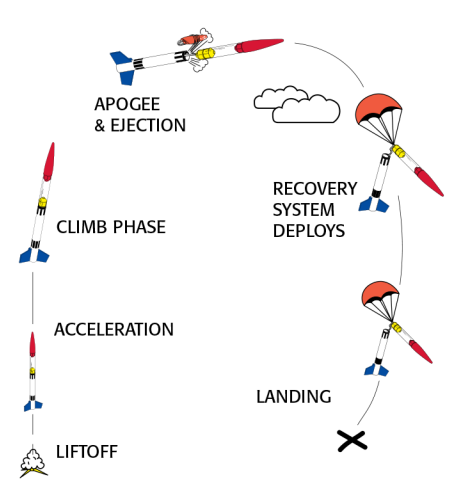 APOGEE
& EJECTION
RECOVERY
SYSTEM
DEPLOYS
CLIMB PHASE
ACCELERATION
LANDING
LIFTOFF